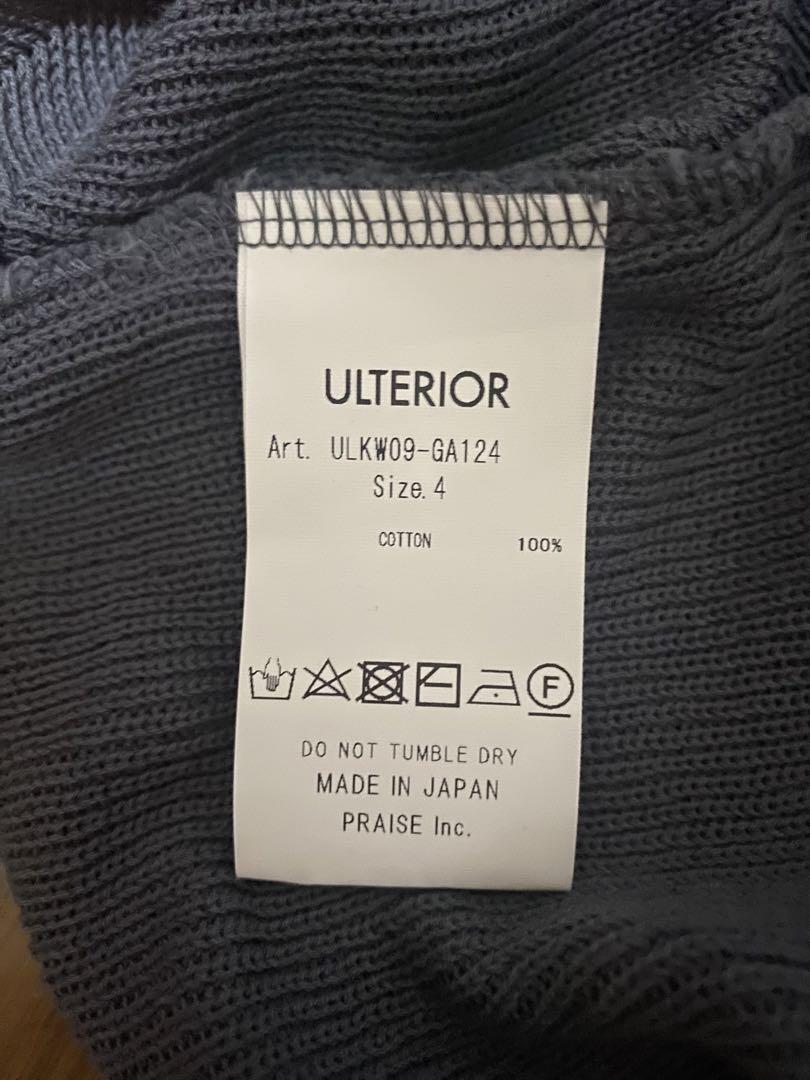 ULTERIOR
Art. ULKW09-GA124
Size. 4
COTTON 100%
F
DO NOT TUMBLE DRY
MADE IN JAPAN
PRAISE Inc.